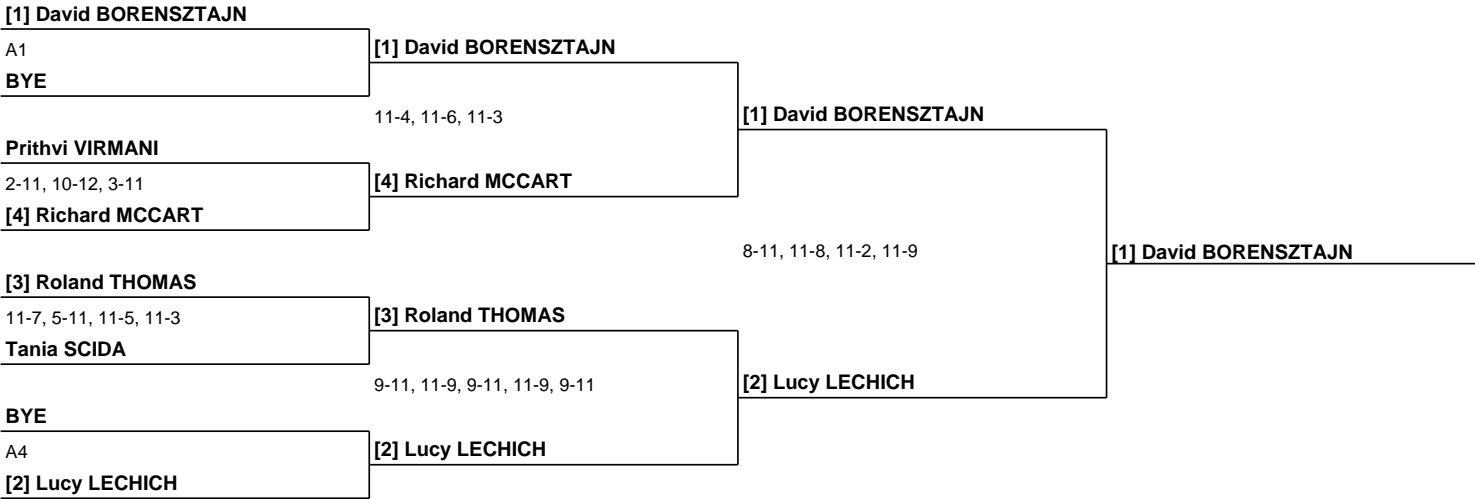 [1] David BORENSZTAJN
A1
BYE
Prithvi VIRMANI
2-11, 10-12, 3-11
[4] Richard MCCART
[3] Roland THOMAS
11-7, 5-11, 11-5, 11-3
Tania SCIDA
BYE
A4
[2] Lucy LECHICH
[1] David BORENSZTAJN
11-4, 11-6, 11-3
[4] Richard MCCART
[3] Roland THOMAS
9-11, 11-9, 9-11, 11-9, 9-11
[2] Lucy LECHICH
[1] David BORENSZTAJN
8-11, 11-8, 11-2, 11-9
[2] Lucy LECHICH
[1] David BORENSZTAJN